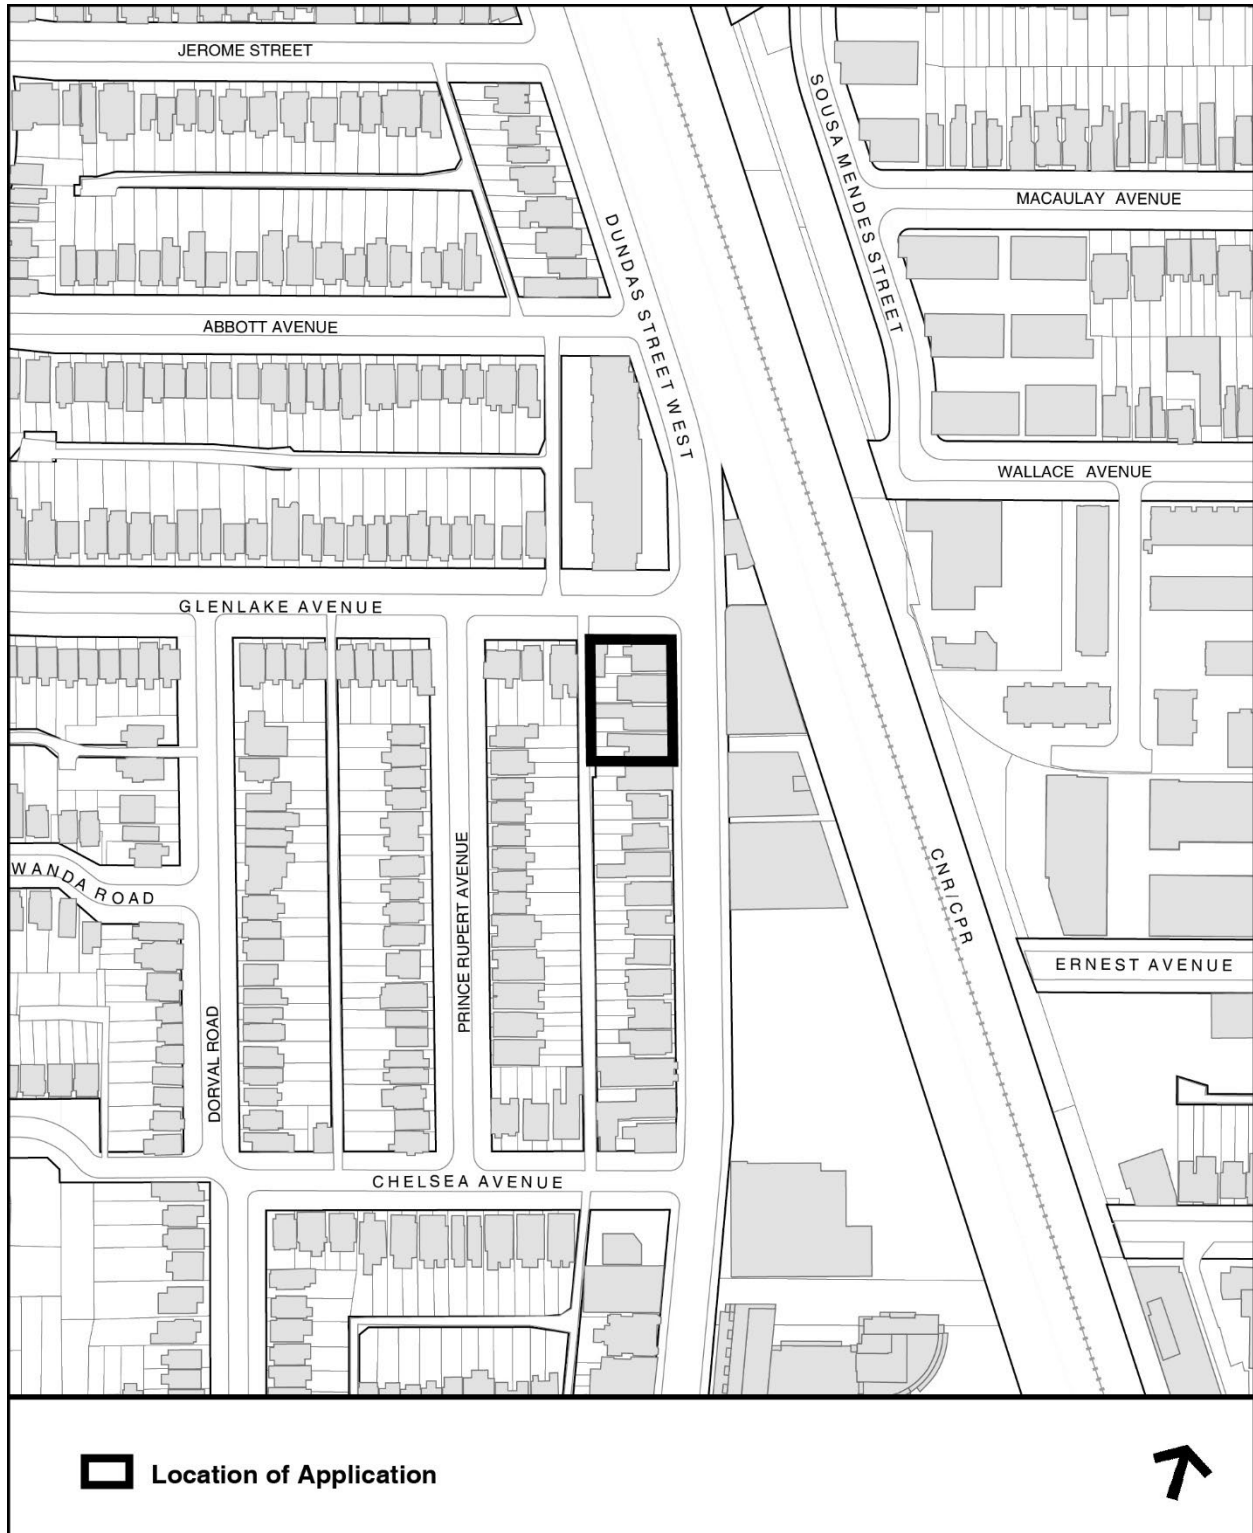 JEROME STREET
SOUSA MENDES STREET
MACAULAY AVENUE
DUNDAS STREET WEST
ABBOTT AVENUE
WALLACE AVENUE
GLENLAKE AVENUE
PRINCE RUPERT AVENUE
CNR/CPR
WANDA ROAD
ERNEST AVENUE
DORVAL ROAD
CHELSEA AVENUE
Location of Application